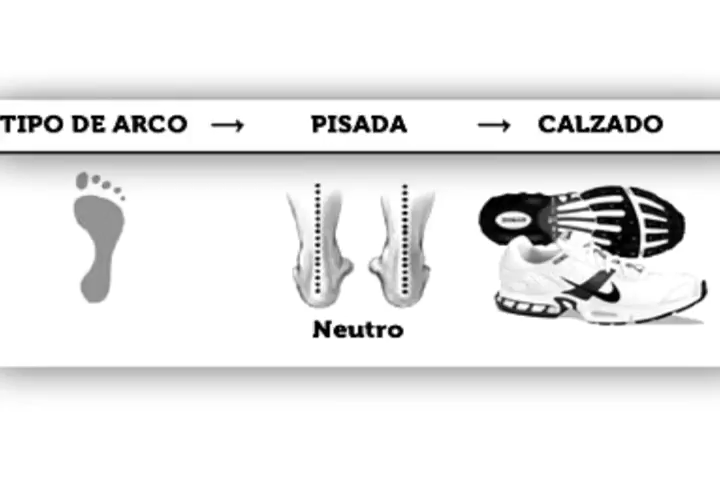 TIPO DE ARCO → PISADA → CALZADO
Neutro